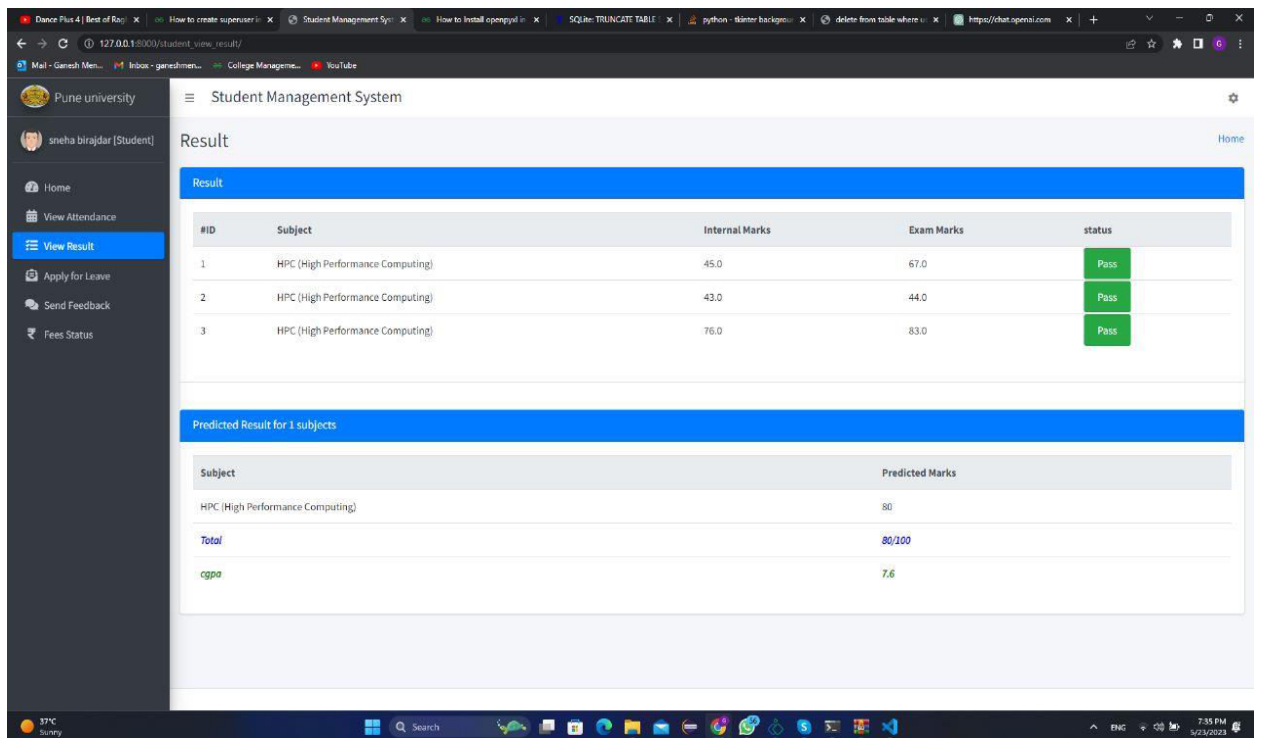 Dance Plus 4 | Best of Ragh
How to create superuser in
Student Management Syst
How to Install openpyxl in
SQLite: TRUNCATE TABLE
python - tkinter backgrou
delete from table where
https://chat.openai.com
127.0.0.1:8000/student_view_result/
Mail - Ganesh Men...
Inbox - ganeshmen...
College Manageme...
YouTube
Pune university
Student Management System
sneha birajdar [Student]
Result
Home
Home
View Attendance
View Result
Apply for Leave
Send Feedback
Fees Status
Result
#ID Subject Internal Marks Exam Marks status
1 HPC (High Performance Computing) 45.0 67.0 Pass
2 HPC (High Performance Computing) 43.0 44.0 Pass
3 HPC (High Performance Computing) 76.0 83.0 Pass
Predicted Result for 1 subjects
Subject Predicted Marks
HPC (High Performance Computing) 80
Total 80/100
cgpa 7.6
37°C
Sunny
Search
ENG
7:35 PM
5/23/2023